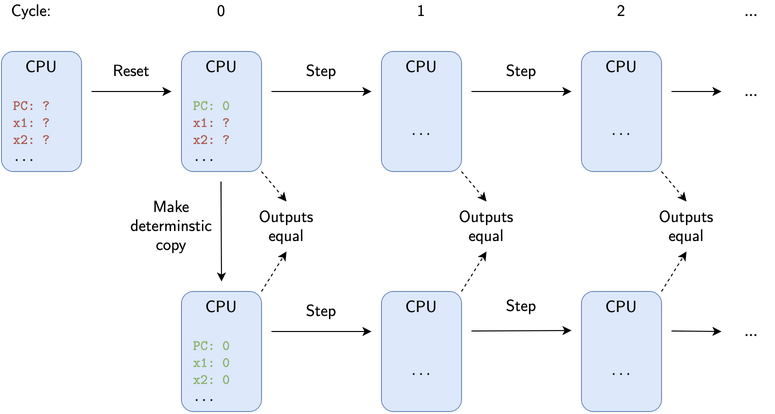 Cycle: 0 1 2 ...
CPU Reset CPU Step CPU Step CPU
PC: ? PC: 0 ...
x1: ? x1: ?
x2: ? x2: ? ... ...
... ...
Make
determinstic
copy
Outputs
equal
Outputs
equal
Outputs
equal
CPU Step CPU Step CPU
PC: 0 ...
x1: 0
x2: 0 ... ...
...